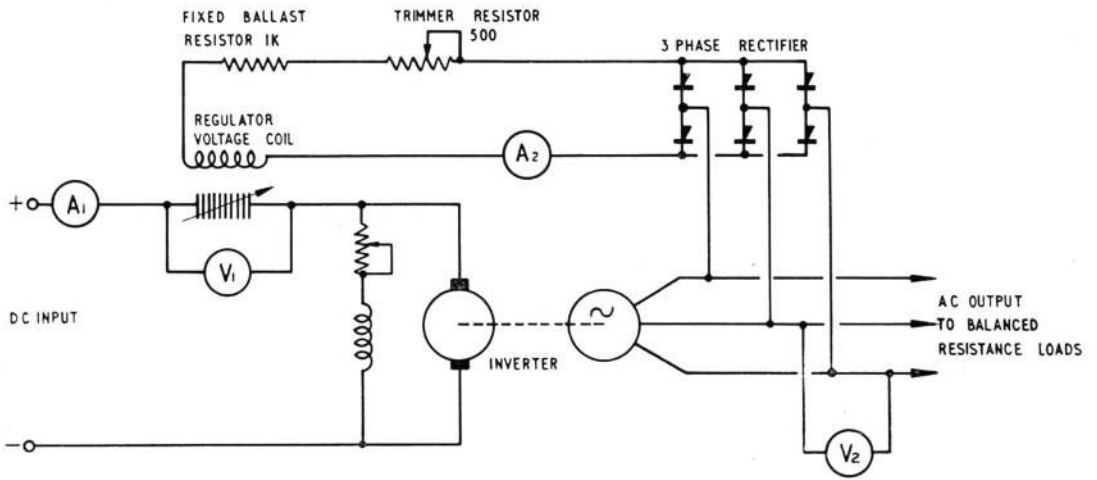 FIXED BALLAST
RESISTOR 1K
TRIMMER RESISTOR
500
3 PHASE RECTIFIER
REGULATOR
VOLTAGE COIL
A2
+
A1
V1
DC INPUT
~
INVERTER
AC OUTPUT
TO BALANCED
RESISTANCE LOADS
-
V2